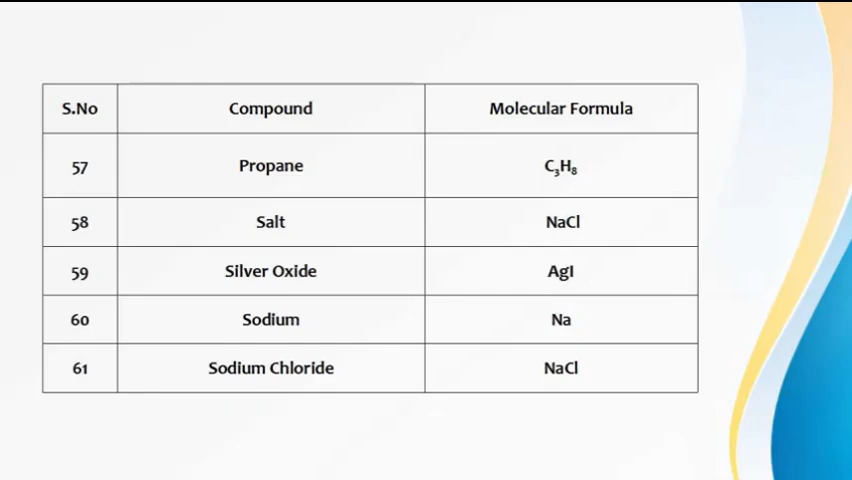 S.No Compound Molecular Formula
57 Propane C₃H₈
58 Salt NaCl
59 Silver Oxide AgI
60 Sodium Na
61 Sodium Chloride NaCl